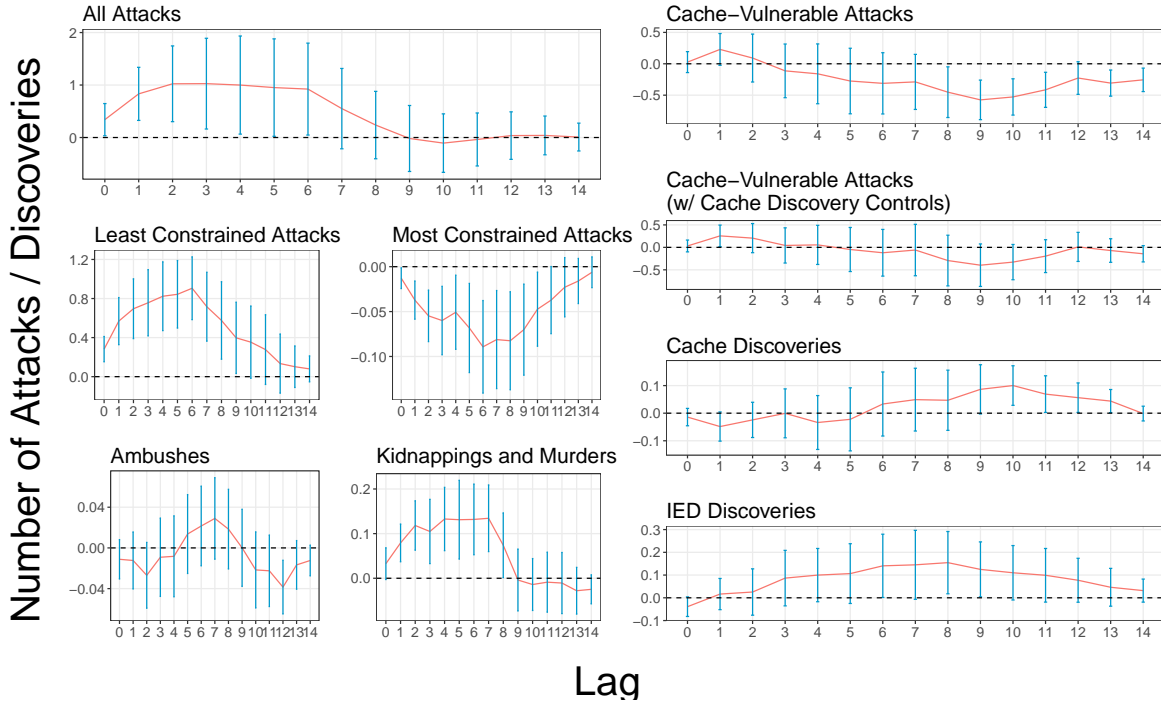 Number of Attacks / Discoveries
All Attacks
2
1
0
0 1 2 3 4 5 6 7 8 9 10 11 12 13 14
Least Constrained Attacks
1.2
0.8
0.4
0.0
0 1 2 3 4 5 6 7 8 9 10 11 12 13 14
Most Constrained Attacks
0.00
−0.05
−0.10
0 1 2 3 4 5 6 7 8 9 10 11 12 13 14
Ambushes
0.04
0.00
−0.04
0 1 2 3 4 5 6 7 8 9 10 11 12 13 14
Kidnappings and Murders
0.2
0.1
0.0
0 1 2 3 4 5 6 7 8 9 10 11 12 13 14
Cache−Vulnerable Attacks
0.5
0.0
−0.5
0 1 2 3 4 5 6 7 8 9 10 11 12 13 14
Cache−Vulnerable Attacks
(w/ Cache Discovery Controls)
0.5
0.0
−0.5
0 1 2 3 4 5 6 7 8 9 10 11 12 13 14
Cache Discoveries
0.1
0.0
−0.1
0 1 2 3 4 5 6 7 8 9 10 11 12 13 14
IED Discoveries
0.3
0.2
0.1
0.0
−0.1
0 1 2 3 4 5 6 7 8 9 10 11 12 13 14
Lag